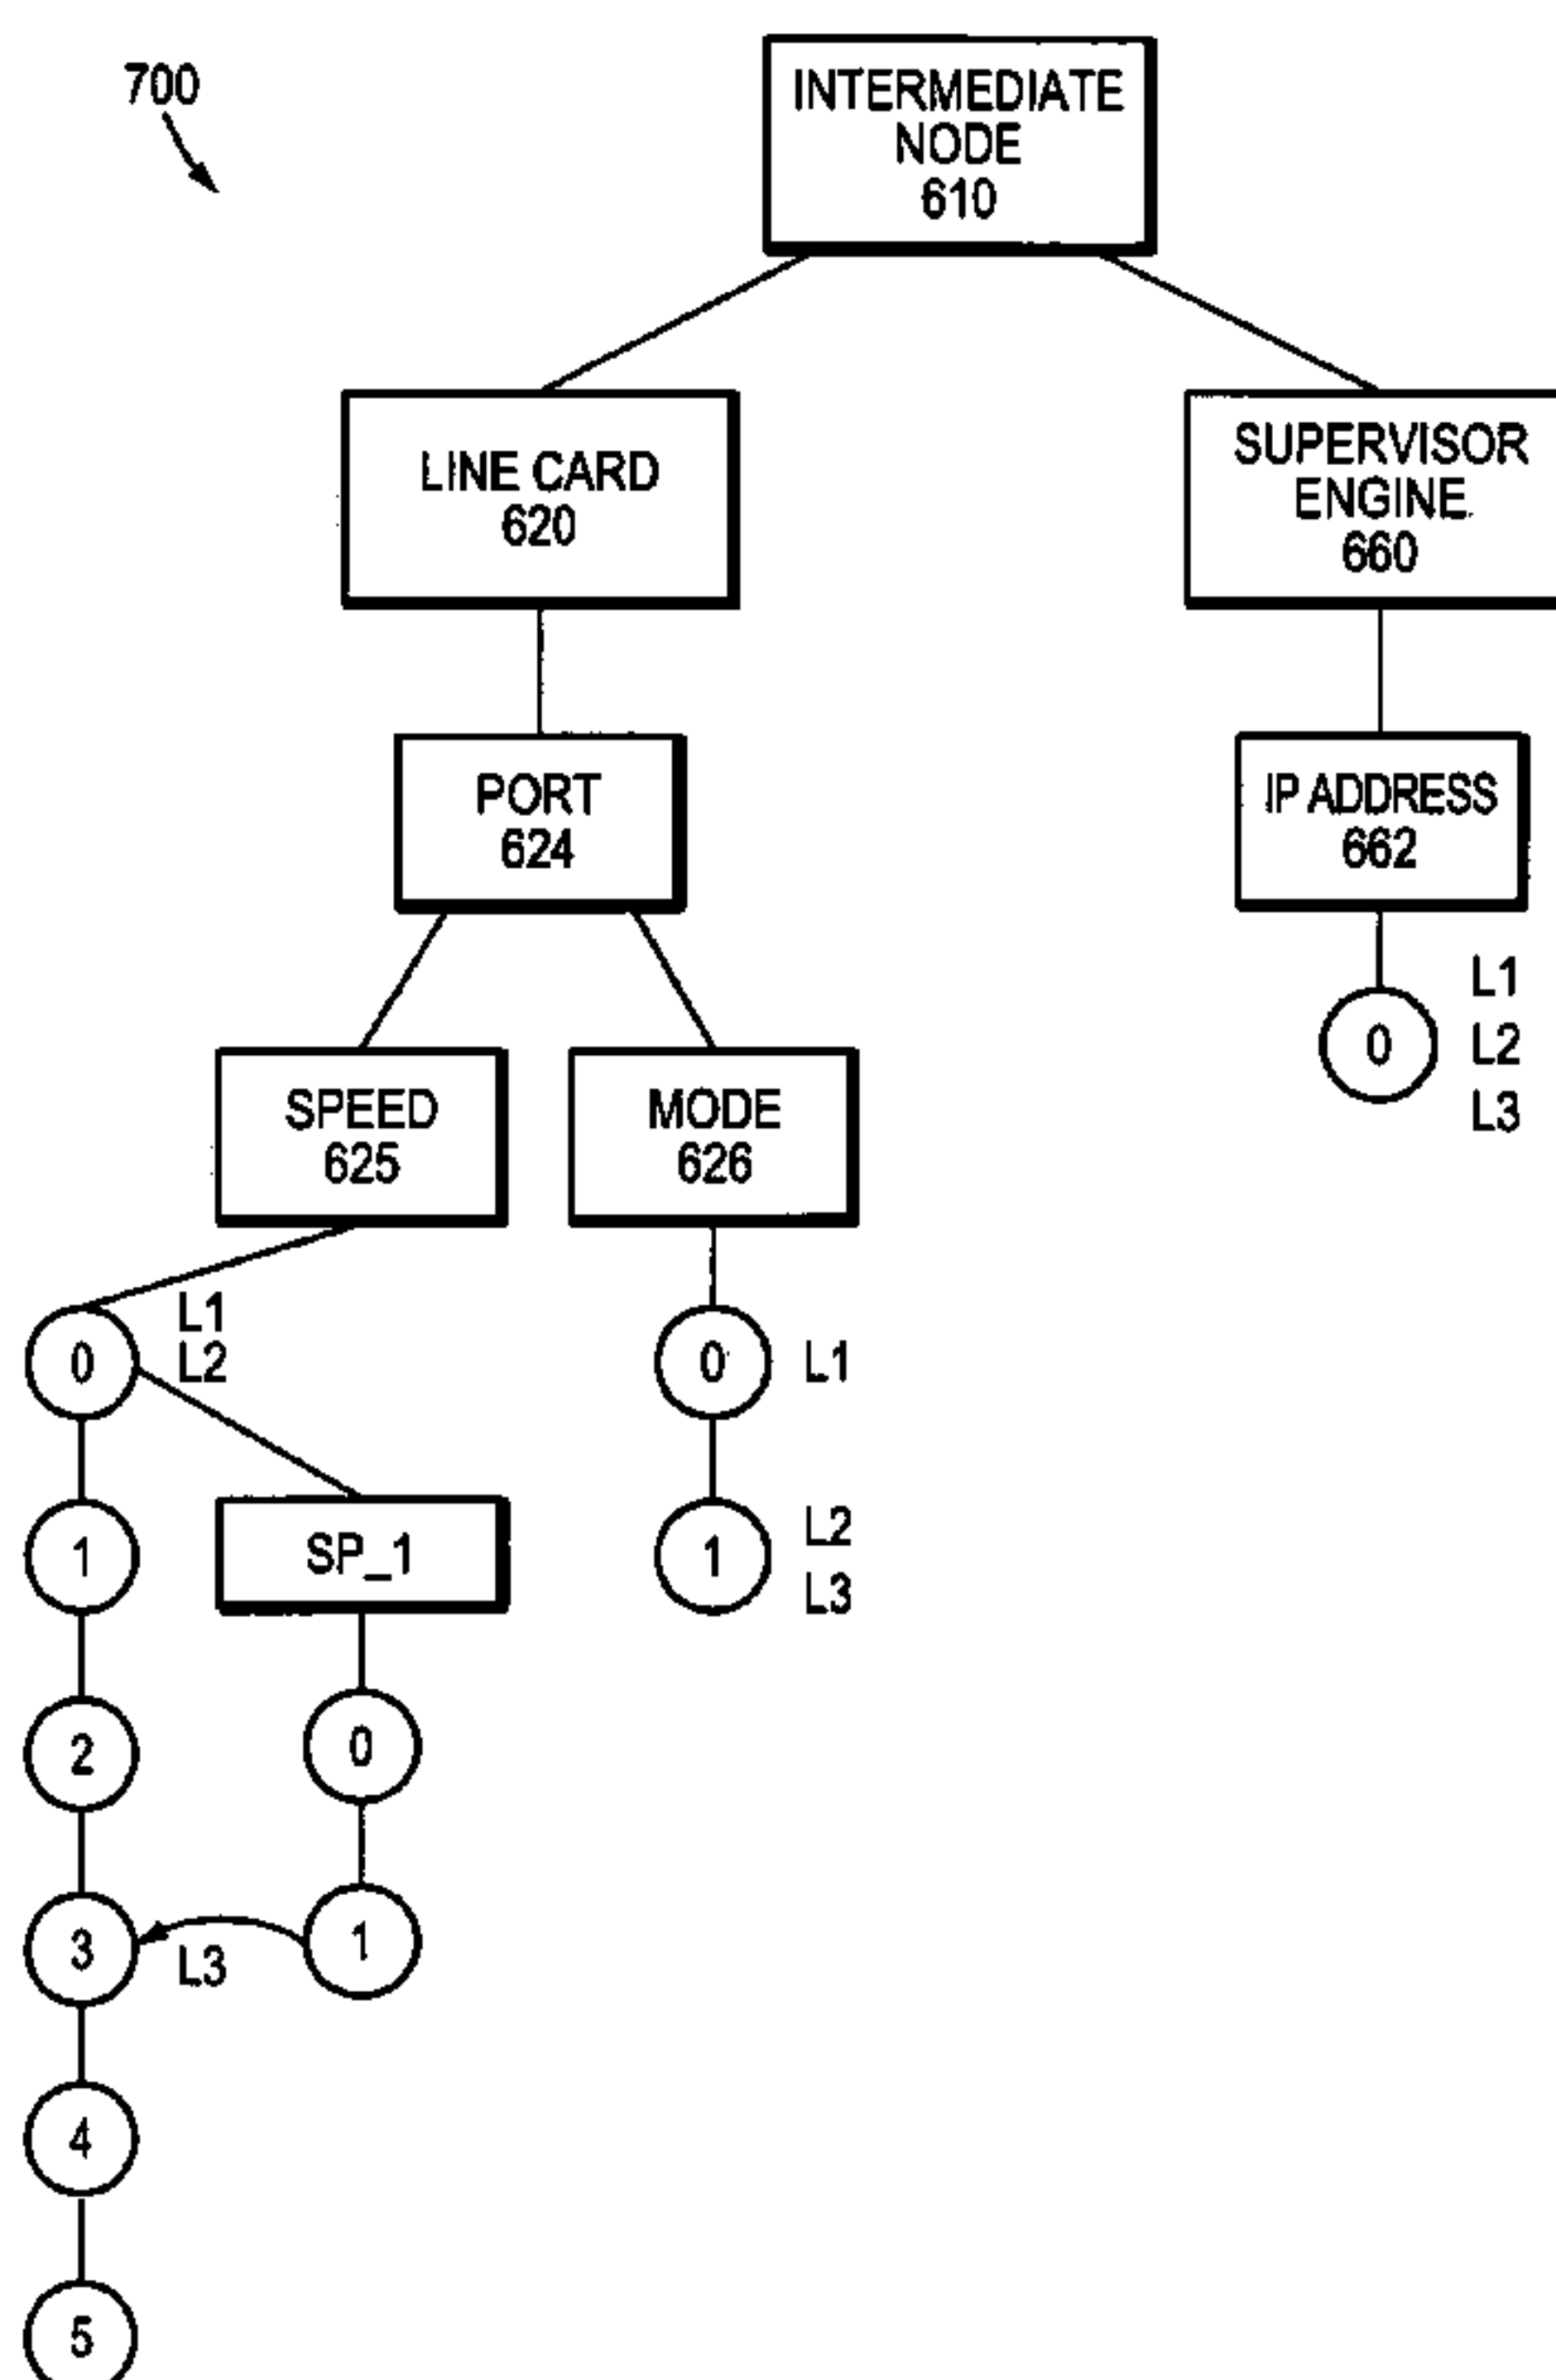 700
INTERMEDIATE
NODE
610
LINE CARD
620
SUPERVISOR
ENGINE
660
PORT
624
IP ADDRESS
662
0
L1
L2
L3
SPEED
625
MODE
626
0
L1
L2
0
L1
1
SP_1
1
L2
L3
2
0
3
L3
1
4
5